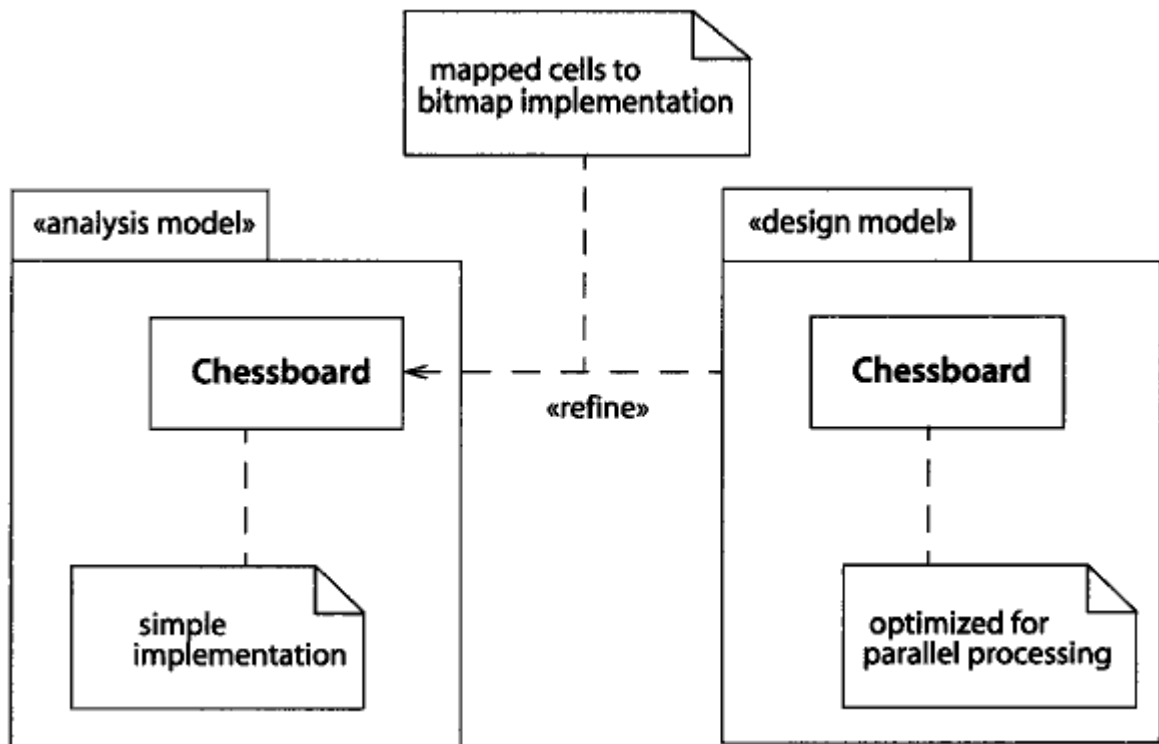 mapped cells to
bitmap implementation
«analysis model»
«design model»
Chessboard
Chessboard
«refine»
simple
implementation
optimized for
parallel processing